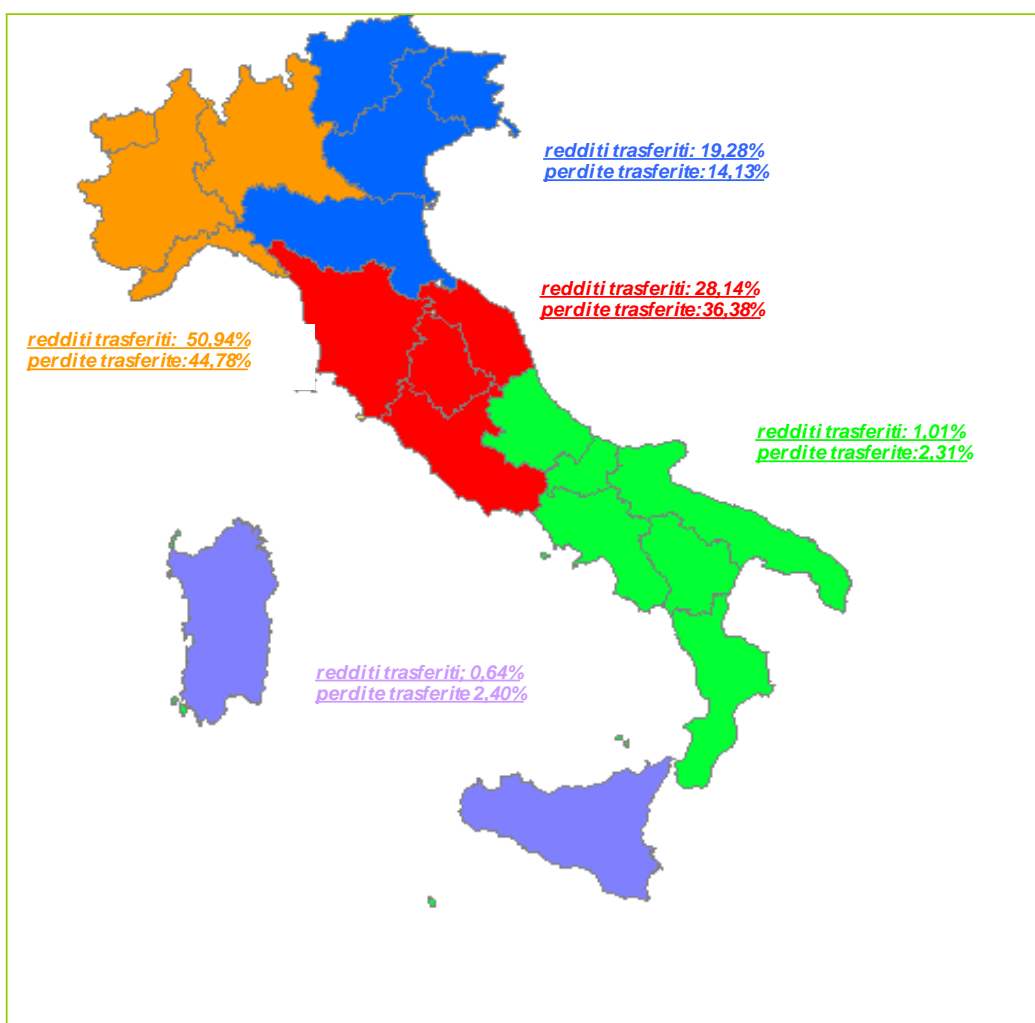 redditi trasferiti: 19,28%
perdite trasferite:14,13%
redditi trasferiti: 28,14%
perdite trasferite:36,38%
redditi trasferiti: 50,94%
perdite trasferite:44,78%
redditi trasferiti: 1,01%
perdite trasferite:2,31%
redditi trasferiti; 0,64%
perdite trasferite 2,40%